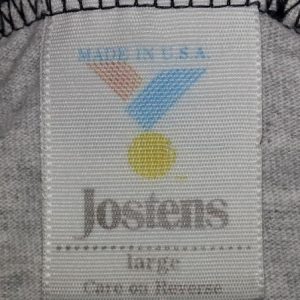 MADE IN U.S.A.
Jostens
large
Care on Reverse